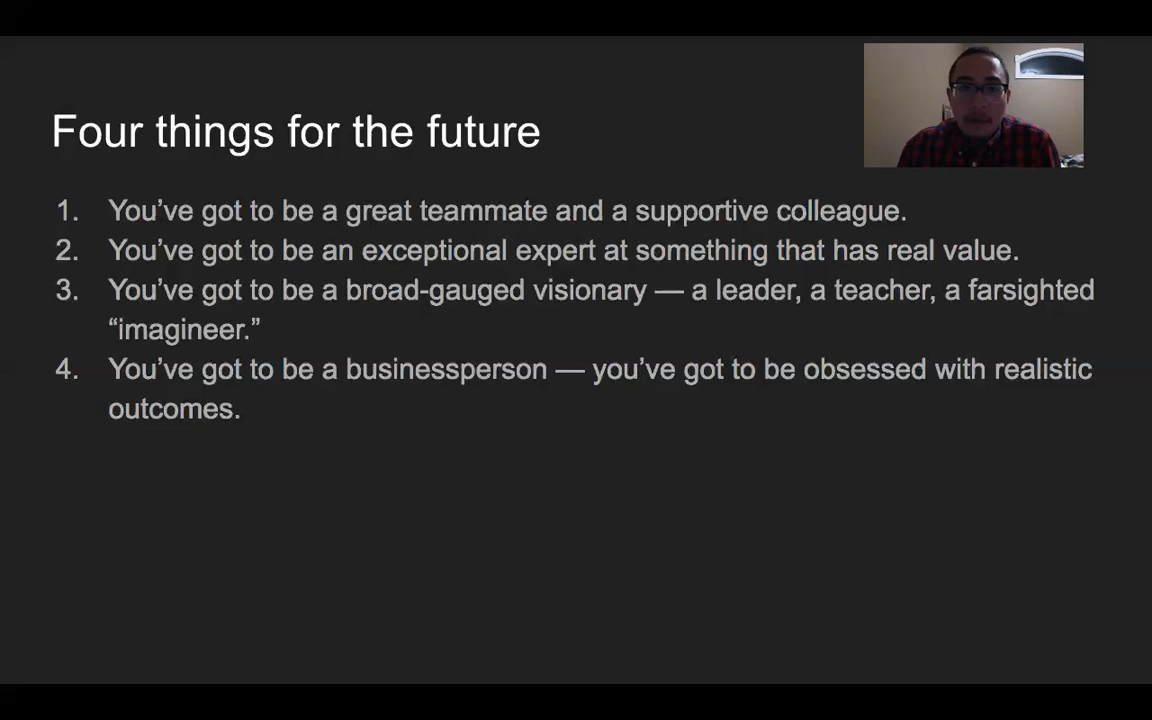 Four things for the future
1. You’ve got to be a great teammate and a supportive colleague.
2. You’ve got to be an exceptional expert at something that has real value.
3. You’ve got to be a broad-gauged visionary — a leader, a teacher, a farsighted
“imagineer.”
4. You’ve got to be a businessperson — you’ve got to be obsessed with realistic
outcomes.